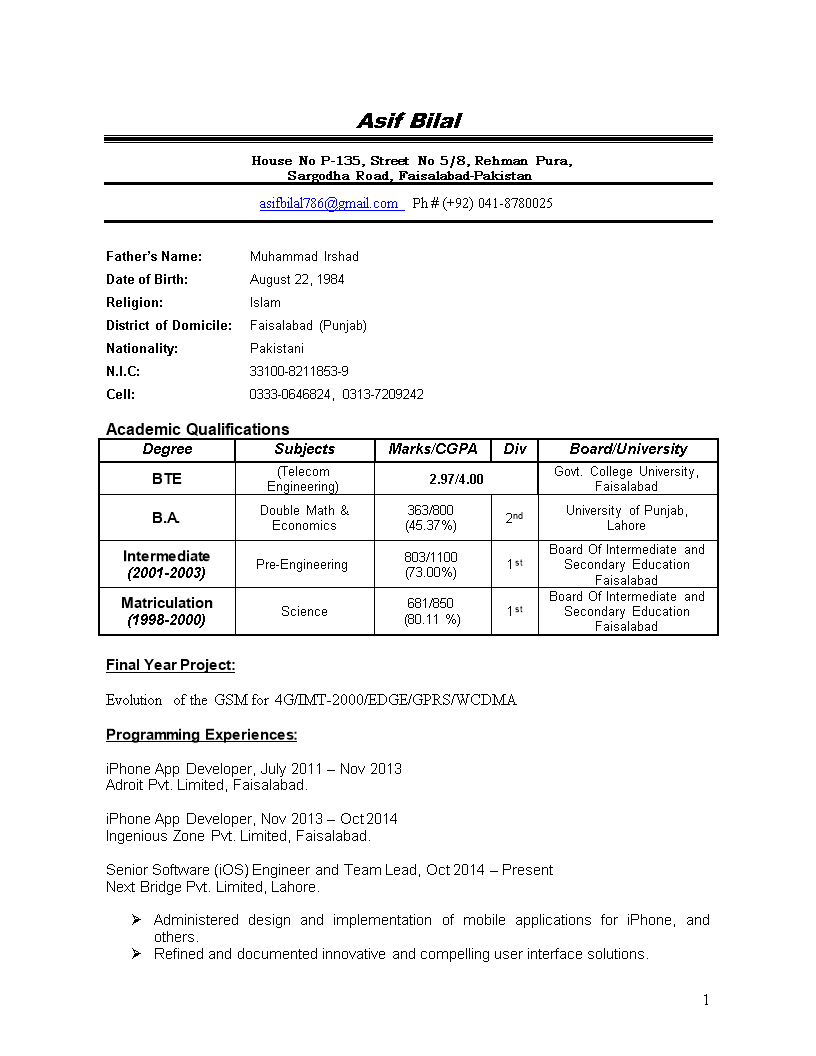 Asif Bilal
House No P-135, Street No 5/8, Rehman Pura,
Sargodha Road, Faisalabad-Pakistan
asifbilal786@gmail.com Ph # (+92) 041-8780025
Father's Name: Muhammad Irshad
Date of Birth: August 22, 1984
Religion: Islam
District of Domicile: Faisalabad (Punjab)
Nationality: Pakistani
N.I.C: 33100-8211853-9
Cell: 0333-0646824, 0313-7209242
Academic Qualifications
Degree Subjects Marks/CGPA Div Board/University
BTE (Telecom Engineering) 2.97/4.00 Govt. College University, Faisalabad
B.A. Double Math & Economics 363/800 (45.37%) 2nd University of Punjab, Lahore
Intermediate (2001-2003) Pre-Engineering 803/1100 (73.00%) 1st Board Of Intermediate and Secondary Education Faisalabad
Matriculation (1998-2000) Science 681/850 (80.11 %) 1st Board Of Intermediate and Secondary Education Faisalabad
Final Year Project:
Evolution of the GSM for 4G/IMT-2000/EDGE/GPRS/WCDMA
Programming Experiences:
iPhone App Developer, July 2011 – Nov 2013
Adroit Pvt. Limited, Faisalabad.
iPhone App Developer, Nov 2013 – Oct 2014
Ingenious Zone Pvt. Limited, Faisalabad.
Senior Software (iOS) Engineer and Team Lead, Oct 2014 – Present
Next Bridge Pvt. Limited, Lahore.
➢ Administered design and implementation of mobile applications for iPhone, and
others.
➢ Refined and documented innovative and compelling user interface solutions.
1